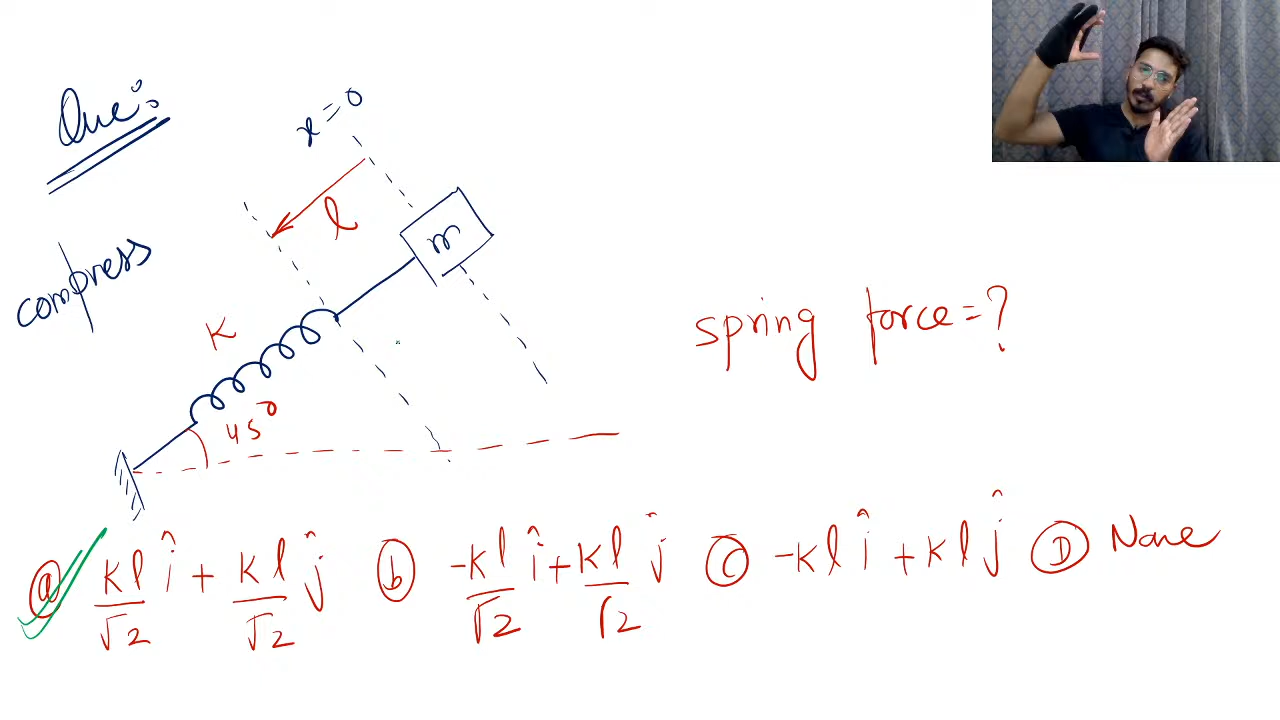 Que:
x=0
l
m
compress
K
45°
spring force=?
(a) kl/√2 î + kl/√2 ĵ (b) -kl/√2 î + kl/√2 ĵ (c) -kl î + kl ĵ (D) None